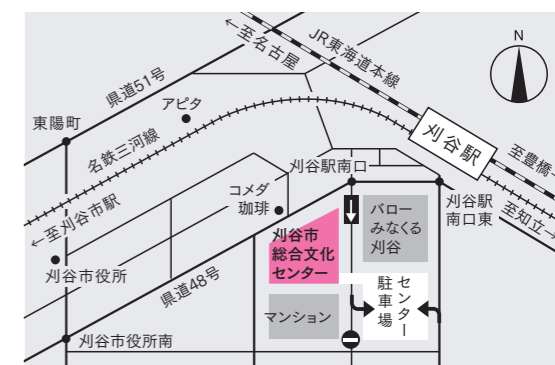 ←至名古屋
JR東海道本線
N
県道51号
アピタ
東陽町
名鉄三河線
刈谷駅
至豊橋→
刈谷駅南口
コメダ
珈琲
刈谷駅
南口東
至知立→
←至刈谷市駅
バロー
みなくる
刈谷
刈谷市
総合文化
センター
刈谷市役所
県道48号
センター
駐車場
マンション
刈谷市役所南